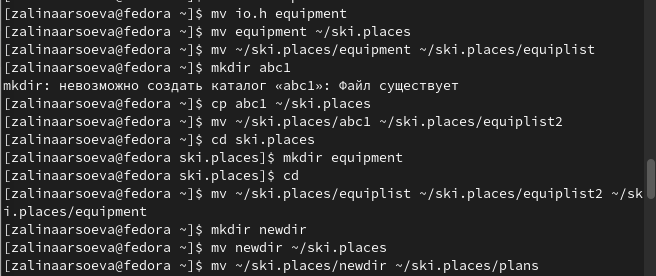 [zalinaarsoeva@fedora ~]$ mv io.h equipment
[zalinaarsoeva@fedora ~]$ mv equipment ~/ski.places
[zalinaarsoeva@fedora ~]$ mv ~/ski.places/equipment ~/ski.places/equiplist
[zalinaarsoeva@fedora ~]$ mkdir abc1
mkdir: невозможно создать каталог «abc1»: Файл существует
[zalinaarsoeva@fedora ~]$ cp abc1 ~/ski.places
[zalinaarsoeva@fedora ~]$ mv ~/ski.places/abc1 ~/ski.places/equiplist2
[zalinaarsoeva@fedora ~]$ cd ski.places
[zalinaarsoeva@fedora ski.places]$ mkdir equipment
[zalinaarsoeva@fedora ski.places]$ cd
[zalinaarsoeva@fedora ~]$ mv ~/ski.places/equiplist ~/ski.places/equiplist2 ~/sk
i.places/equipment
[zalinaarsoeva@fedora ~]$ mkdir newdir
[zalinaarsoeva@fedora ~]$ mv newdir ~/ski.places
[zalinaarsoeva@fedora ~]$ mv ~/ski.places/newdir ~/ski.places/plans